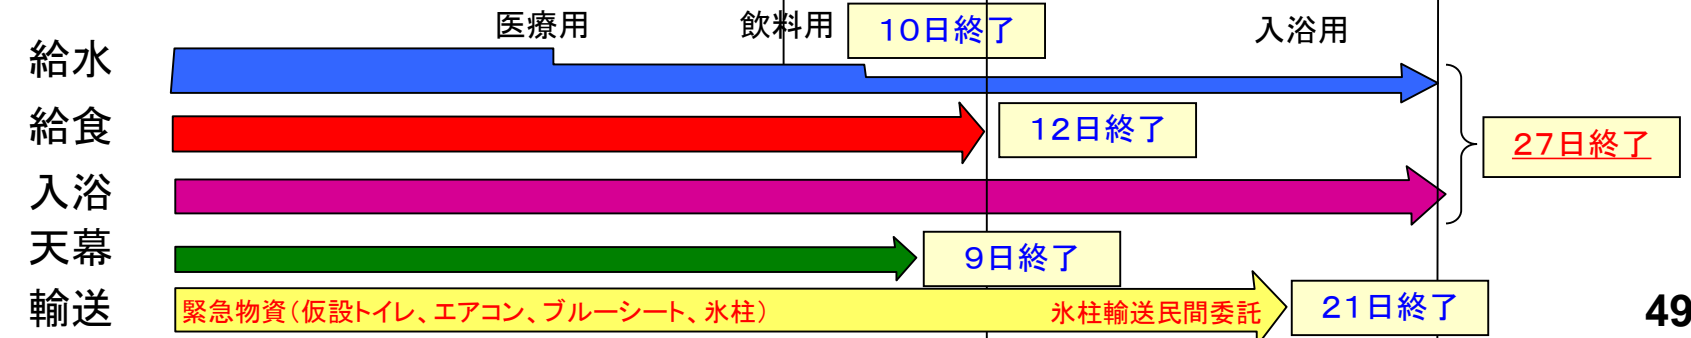 医療用 飲料用 10日終了 入浴用
給水
給食 12日終了
27日終了
入浴
天幕 9日終了
輸送 緊急物資(仮設トイレ、エアコン、ブルーシート、氷柱) 氷柱輸送民間委託 21日終了
49